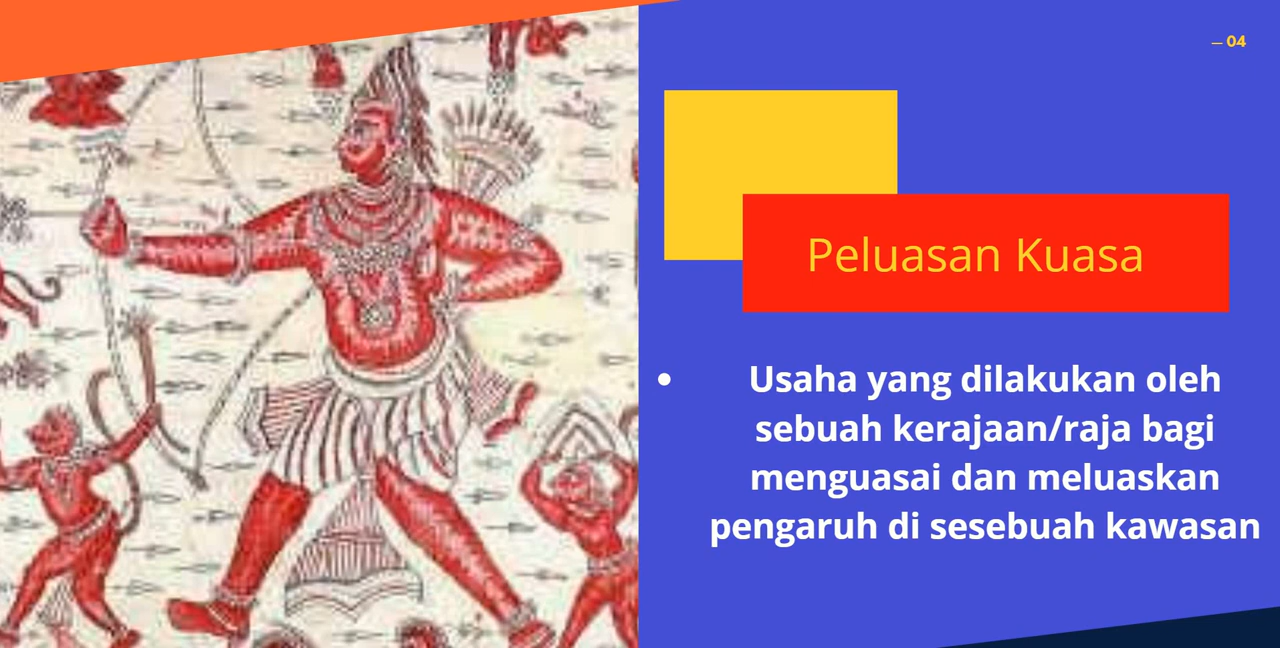 — 04
Peluasan Kuasa
• Usaha yang dilakukan oleh
sebuah kerajaan/raja bagi
menguasai dan meluaskan
pengaruh di sesebuah kawasan